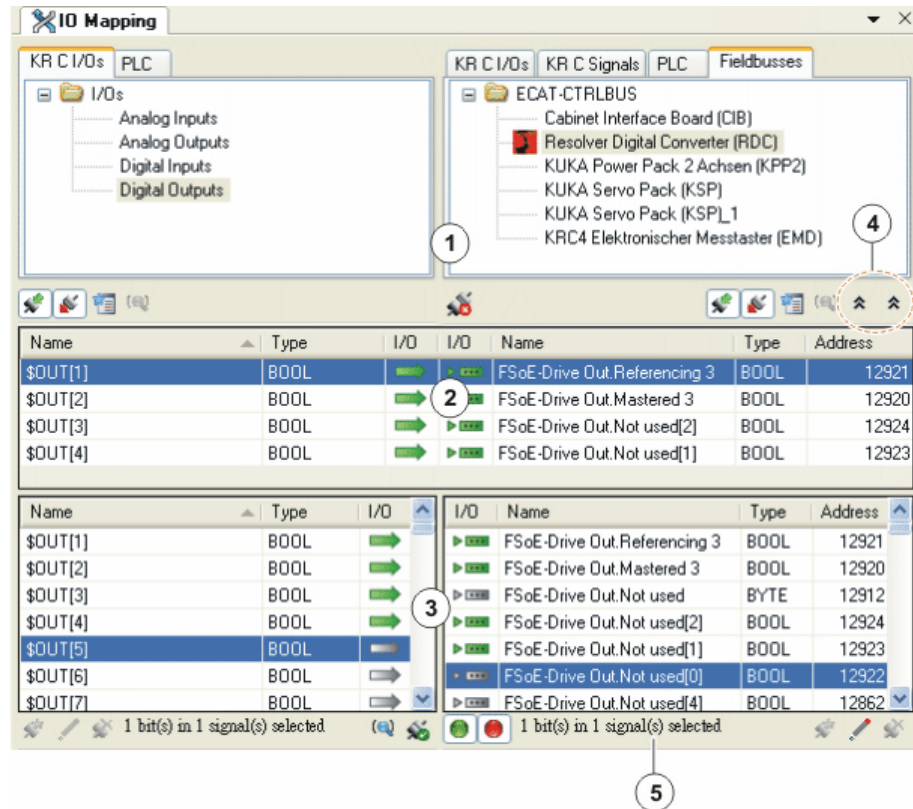 IO Mapping
KR C I/Os PLC
I/Os
Analog Inputs
Analog Outputs
Digital Inputs
Digital Outputs
KR C I/Os KR C Signals PLC Fieldbusses
ECAT-CTRLBUS
Cabinet Interface Board (CIB)
Resolver Digital Converter (RDC)
KUKA Power Pack 2 Achsen (KPP2)
KUKA Servo Pack (KSP)
KUKA Servo Pack (KSP)_1
KRC4 Elektronischer Messtaster (EMD)
1
4
Name Type I/O I/O Name Type Address
$OUT[1] BOOL FSoE-Drive Out.Referencing 3 BOOL 12921
$OUT[2] BOOL FSoE-Drive Out.Mastered 3 BOOL 12920
$OUT[3] BOOL FSoE-Drive Out.Not used[2] BOOL 12924
$OUT[4] BOOL FSoE-Drive Out.Not used[1] BOOL 12923
2
Name Type I/O I/O Name Type Address
$OUT[1] BOOL FSoE-Drive Out.Referencing 3 BOOL 12921
$OUT[2] BOOL FSoE-Drive Out.Mastered 3 BOOL 12920
$OUT[3] BOOL FSoE-Drive Out.Not used BYTE 12912
$OUT[4] BOOL FSoE-Drive Out.Not used[2] BOOL 12924
$OUT[5] BOOL FSoE-Drive Out.Not used[1] BOOL 12923
$OUT[6] BOOL FSoE-Drive Out.Not used[0] BOOL 12922
$OUT[7] BOOL FSoE-Drive Out.Not used[4] BOOL 12862
3
1 bit(s) in 1 signal(s) selected 1 bit(s) in 1 signal(s) selected
5